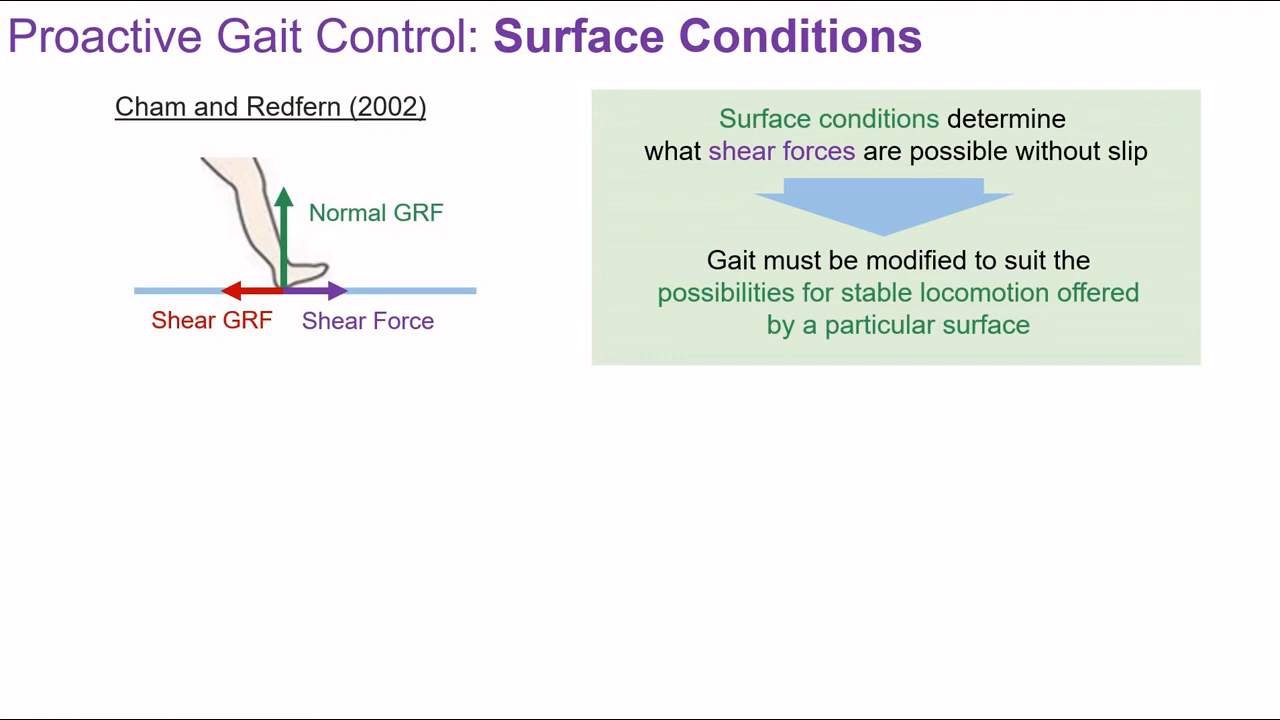 Proactive Gait Control: Surface Conditions
Cham and Redfern (2002)
Normal GRF
Shear GRF
Shear Force
Surface conditions determine
what shear forces are possible without slip
Gait must be modified to suit the
possibilities for stable locomotion offered
by a particular surface